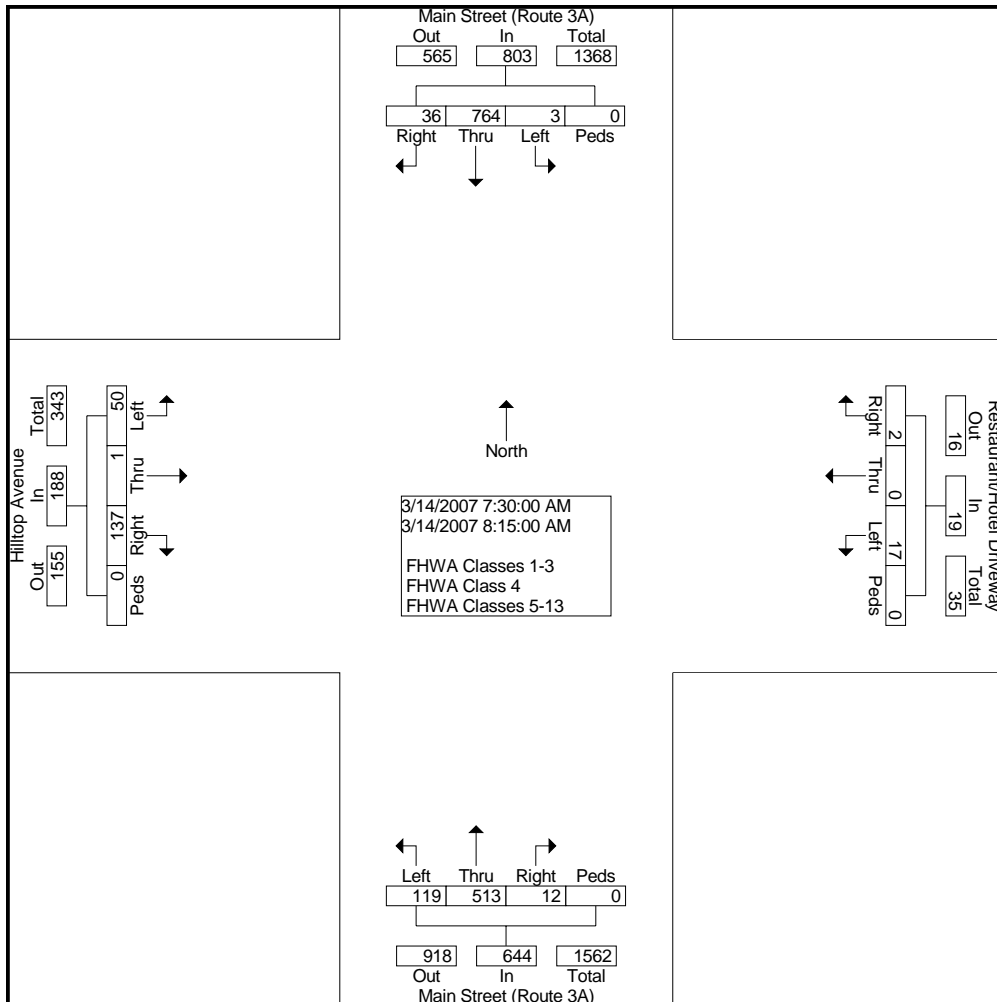 Main Street (Route 3A)
Out In Total
565 803 1368
36 764 3 0
Right Thru Left Peds
Hilltop Avenue
Total In Out
343 188 155
50 1 137 0
Left Thru Right Peds
North
3/14/2007 7:30:00 AM
3/14/2007 8:15:00 AM
FHWA Classes 1-3
FHWA Class 4
FHWA Classes 5-13
Restaurant/Hotel Driveway
Out In Total
16 19 35
2 0 17 0
Right Thru Left Peds
Left Thru Right Peds
119 513 12 0
918 644 1562
Out In Total
Main Street (Route 3A)